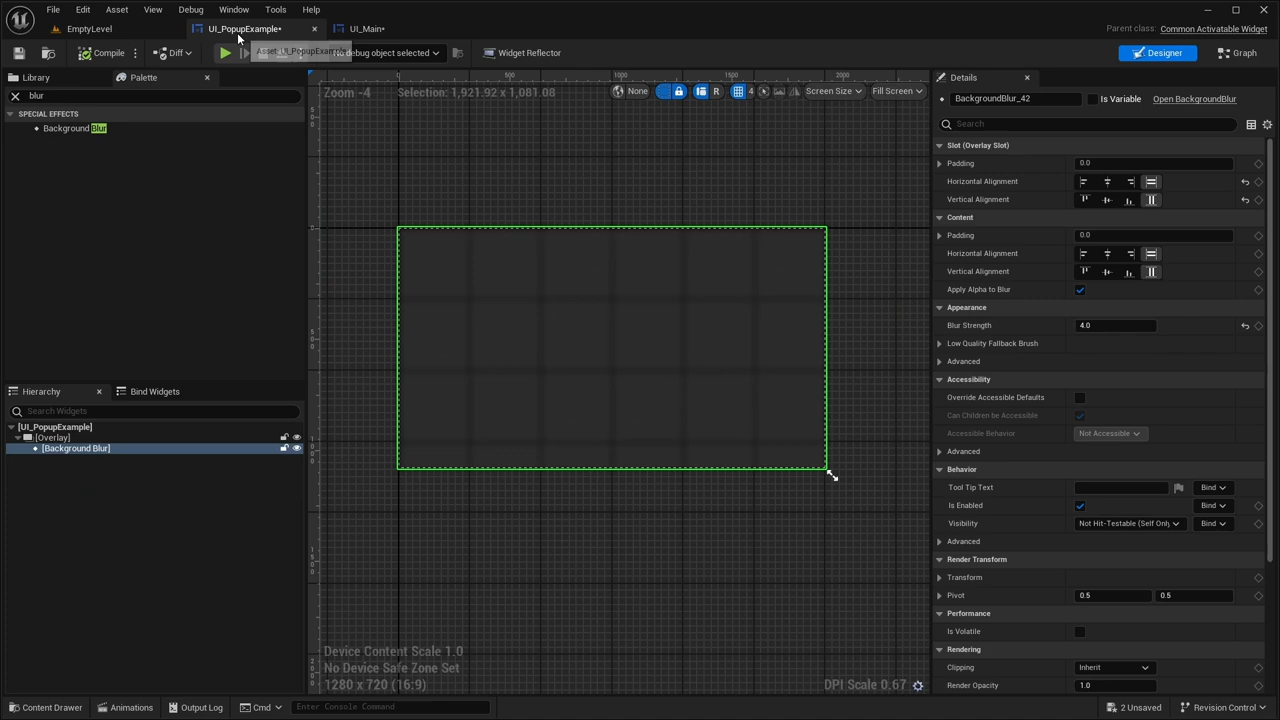 File Edit Asset View Debug Window Tools Help
EmptyLevel UI_PopupExample* UI_Main* Parent class: Common Activatable Widget
Compile Diff Asset: UI_PopupExample debug object selected Widget Reflector Designer Graph
Library Palette
blur
SPECIAL EFFECTS
Background Blur
Hierarchy Bind Widgets
Search Widgets
[UI_PopupExample]
[Overlay]
[Background Blur]
0 500 1000 1500 2000
Zoom -4 Selection: 1,921.92 x 1,081.08 None R 4 Screen Size Fill Screen
Device Content Scale 1.0
No Device Safe Zone Set
1280 x 720 (16:9) DPI Scale 0.67
Details
BackgroundBlur_42 Is Variable Open BackgroundBlur
Search
Slot (Overlay Slot)
Padding 0.0
Horizontal Alignment
Vertical Alignment
Content
Padding 0.0
Horizontal Alignment
Vertical Alignment
Apply Alpha to Blur
Appearance
Blur Strength 4.0
Low Quality Fallback Brush
Advanced
Accessibility
Override Accessible Defaults
Can Children be Accessible
Accessible Behavior Not Accessible
Advanced
Behavior
Tool Tip Text Bind
Is Enabled Bind
Visibility Not Hit-Testable (Self Only Bind
Advanced
Render Transform
Transform
Pivot 0.5 0.5
Performance
Is Volatile
Rendering
Clipping Inherit
Render Opacity 1.0
Content Drawer Animations Output Log Cmd Enter Console Command 2 Unsaved Revision Control